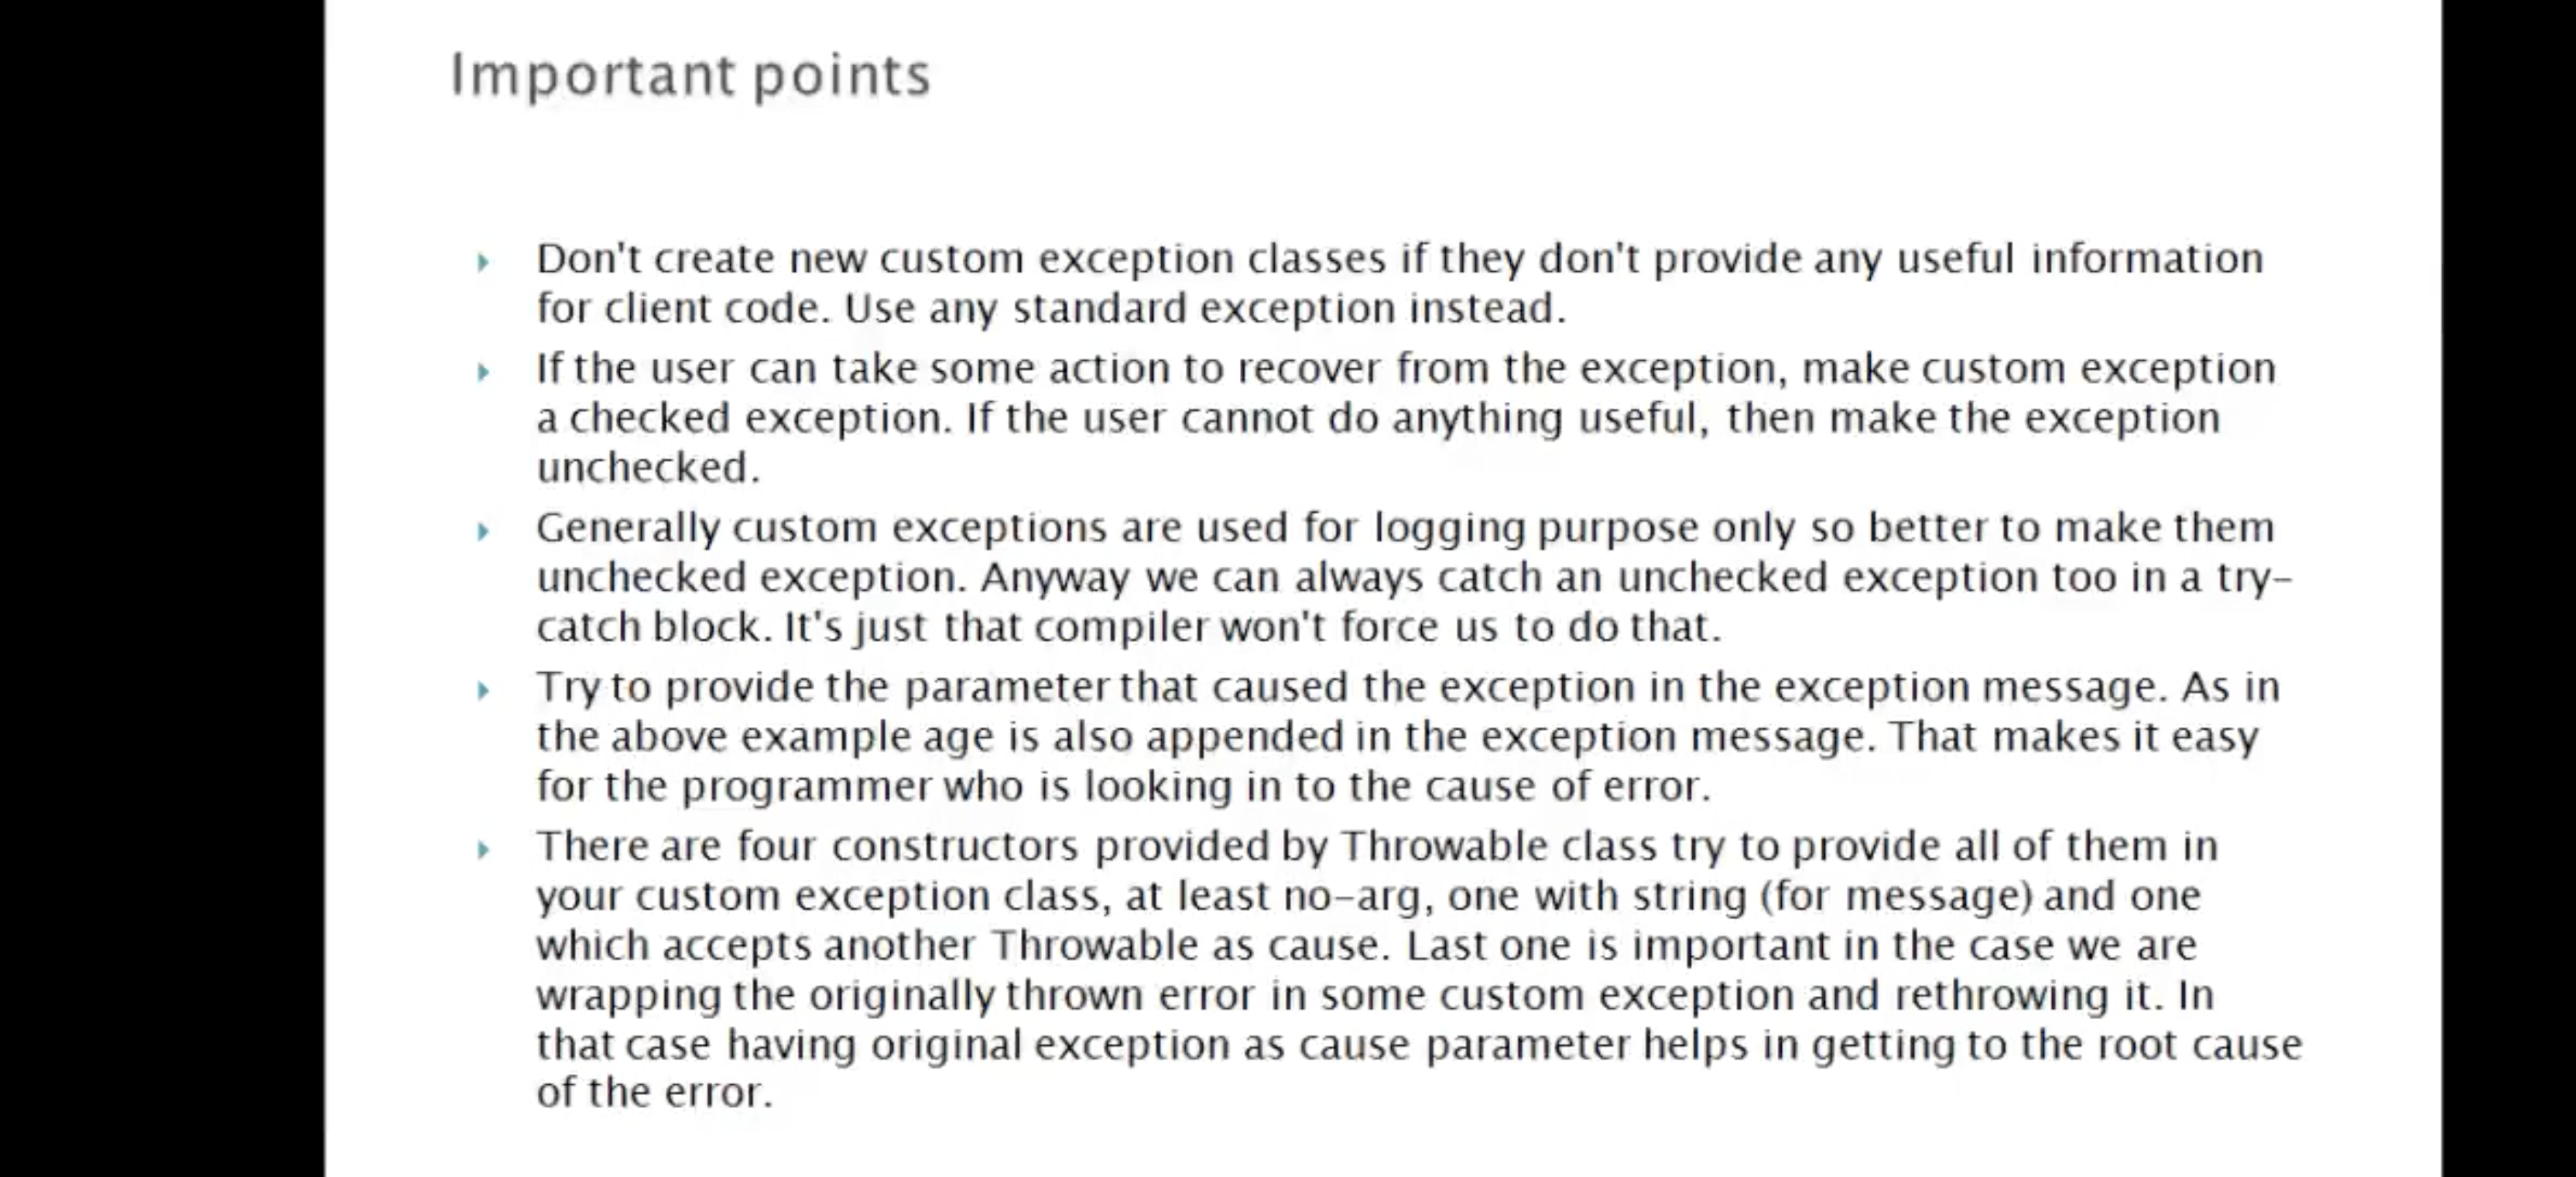 Important points
Don't create new custom exception classes if they don't provide any useful information
for client code. Use any standard exception instead.
If the user can take some action to recover from the exception, make custom exception
a checked exception. If the user cannot do anything useful, then make the exception
unchecked.
Generally custom exceptions are used for logging purpose only so better to make them
unchecked exception. Anyway we can always catch an unchecked exception too in a try-
catch block. It's just that compiler won't force us to do that.
Try to provide the parameter that caused the exception in the exception message. As in
the above example age is also appended in the exception message. That makes it easy
for the programmer who is looking in to the cause of error.
There are four constructors provided by Throwable class try to provide all of them in
your custom exception class, at least no-arg, one with string (for message) and one
which accepts another Throwable as cause. Last one is important in the case we are
wrapping the originally thrown error in some custom exception and rethrowing it. In
that case having original exception as cause parameter helps in getting to the root cause
of the error.